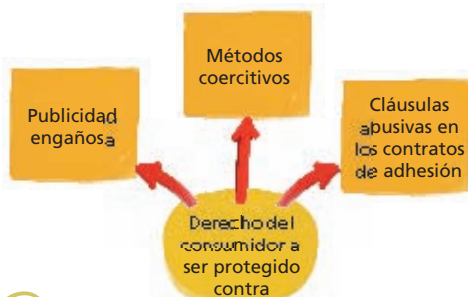 Métodos
coercitivos
Publicidad
engañosa
Cláusulas
abusivas en
los contratos
de adhesión
Derecho del
consumidor a
ser protegido
contra